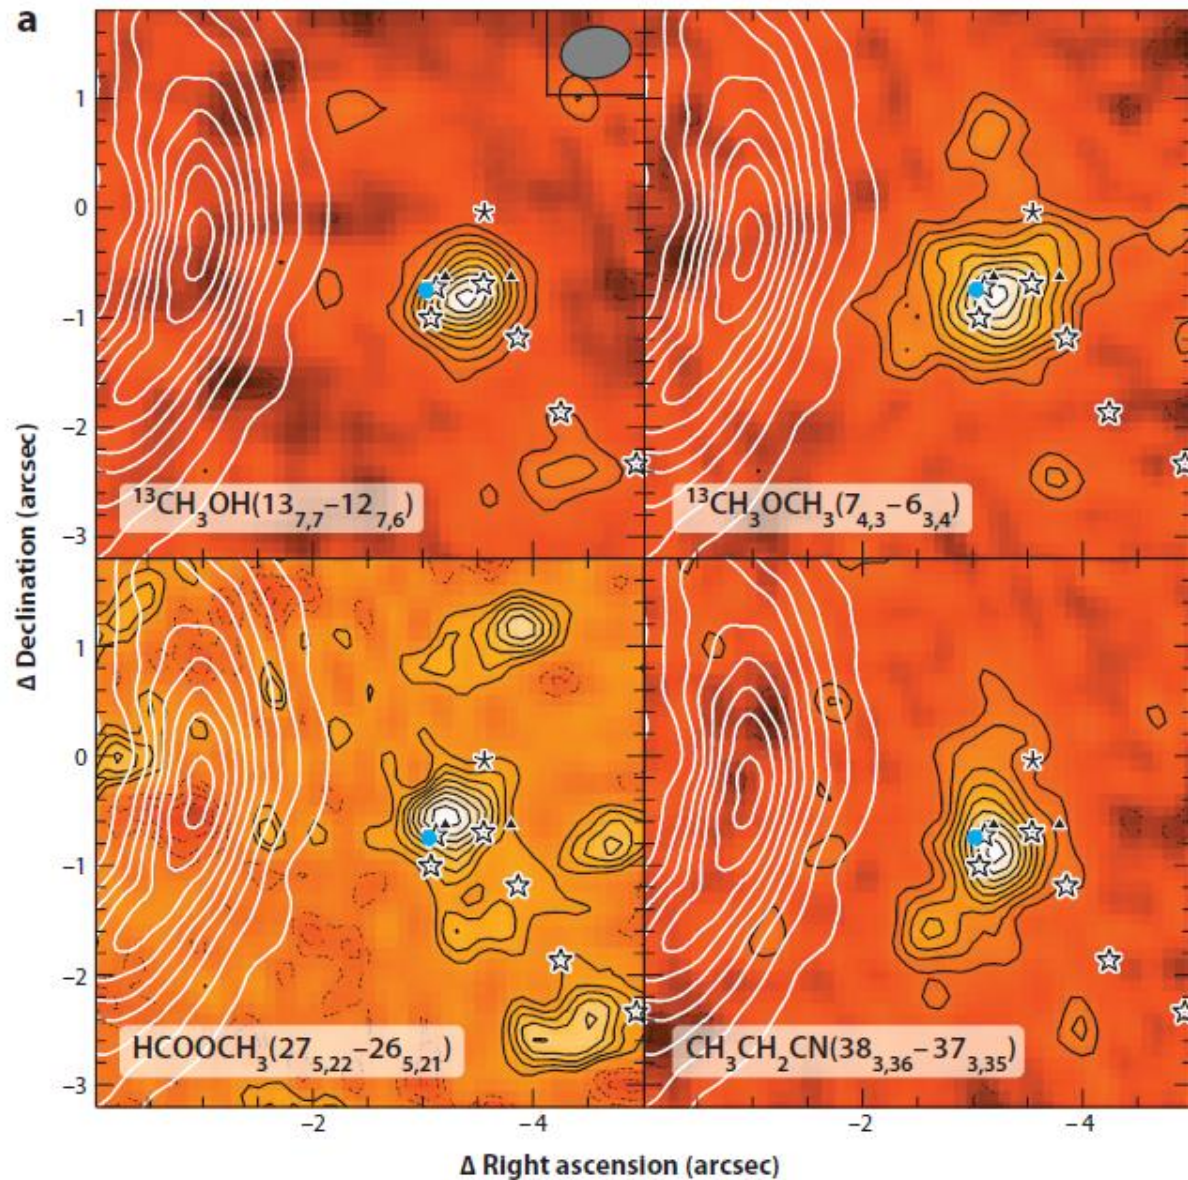 a
1
0
−1
−2
−3
¹³CH₃OH(13₇,₇–12₇,₆)
¹³CH₃OCH₃(7₄,₃–6₃,₄)
Δ Declination (arcsec)
1
0
−1
−2
−3
HCOOCH₃(27₅,₂₂–26₅,₂₁)
CH₃CH₂CN(38₃,₃₆–37₃,₃₅)
−2
−4
−2
−4
Δ Right ascension (arcsec)